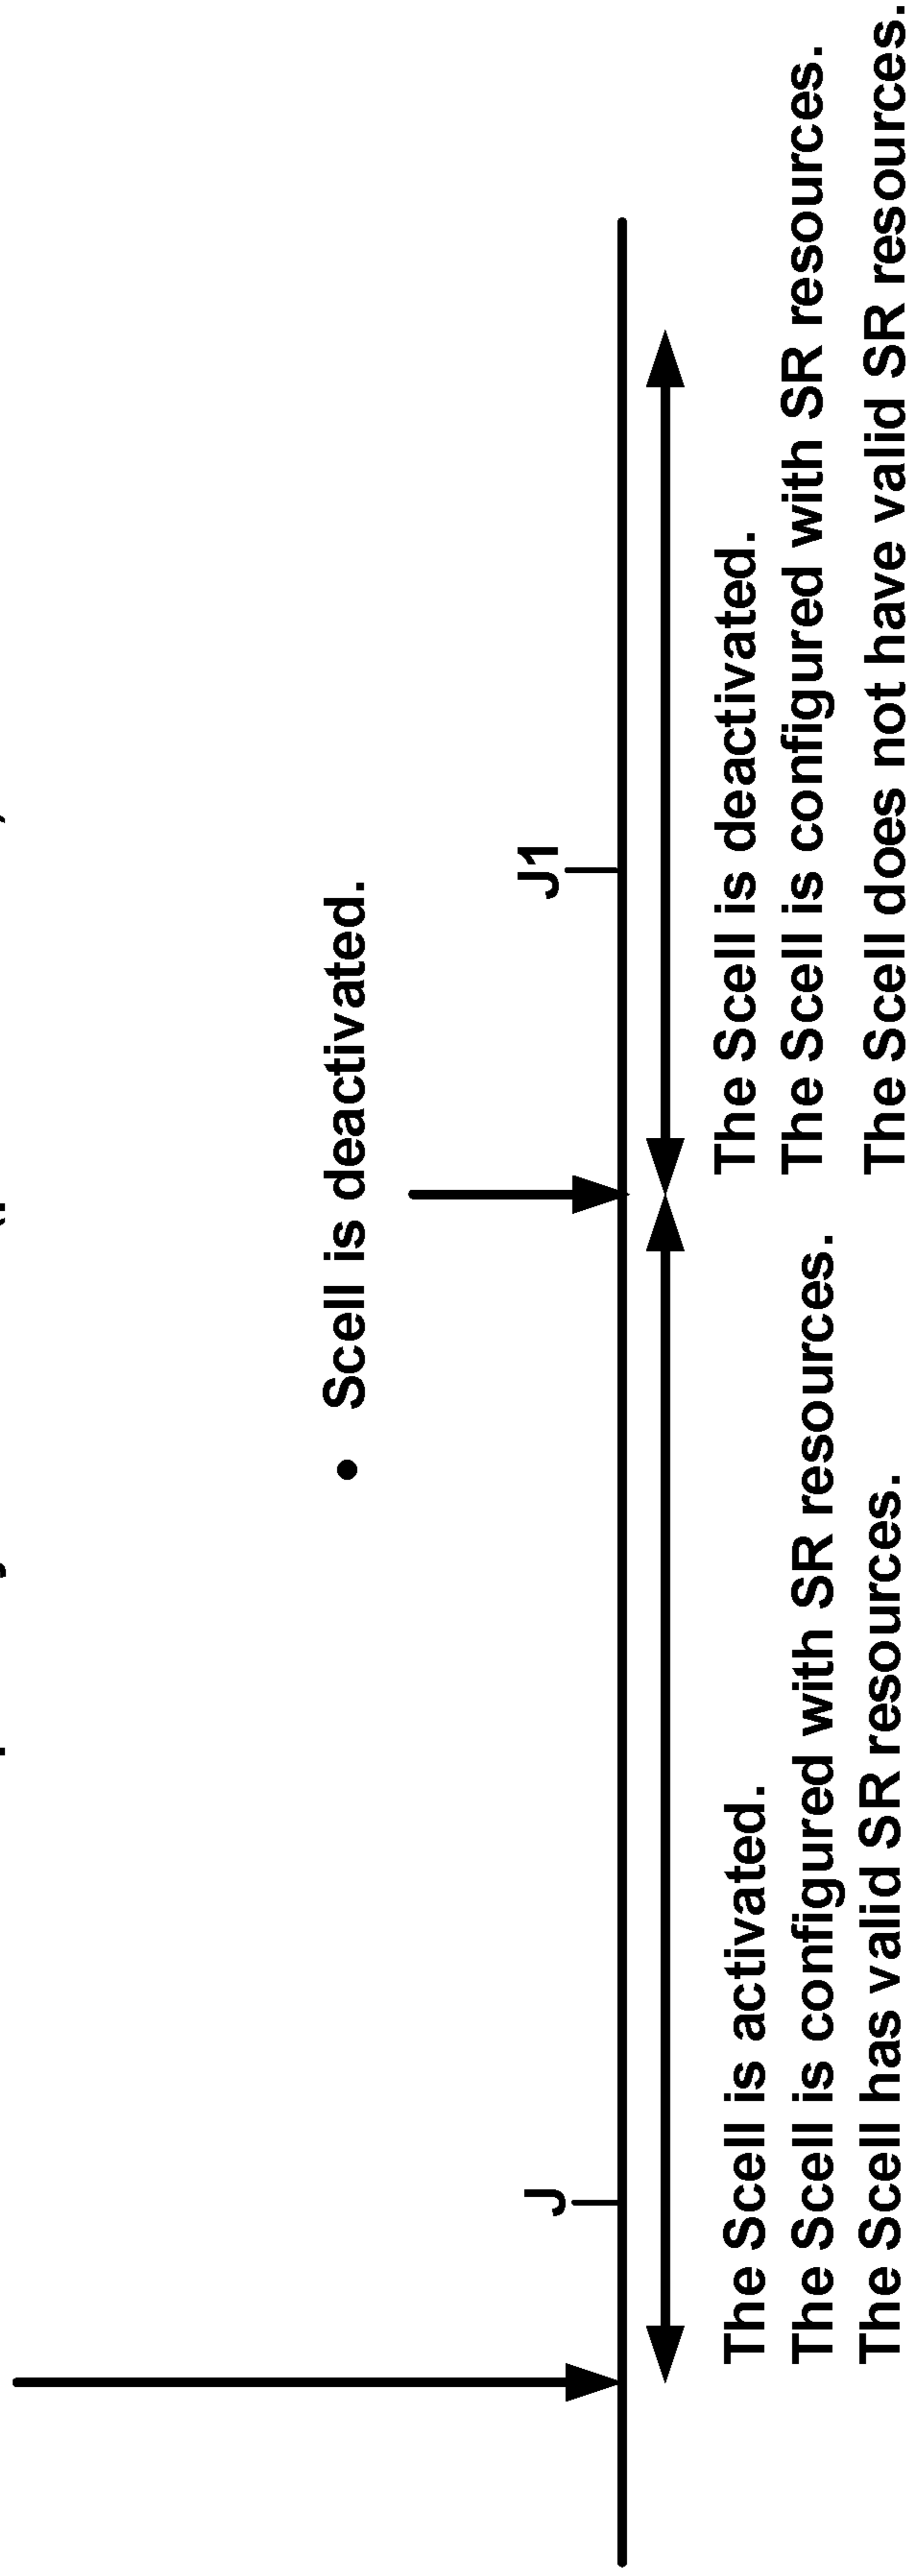 • Scell is deactivated.
J
J1
The Scell is activated.
The Scell is configured with SR resources.
The Scell has valid SR resources.
The Scell is deactivated.
The Scell is configured with SR resources.
The Scell does not have valid SR resources.